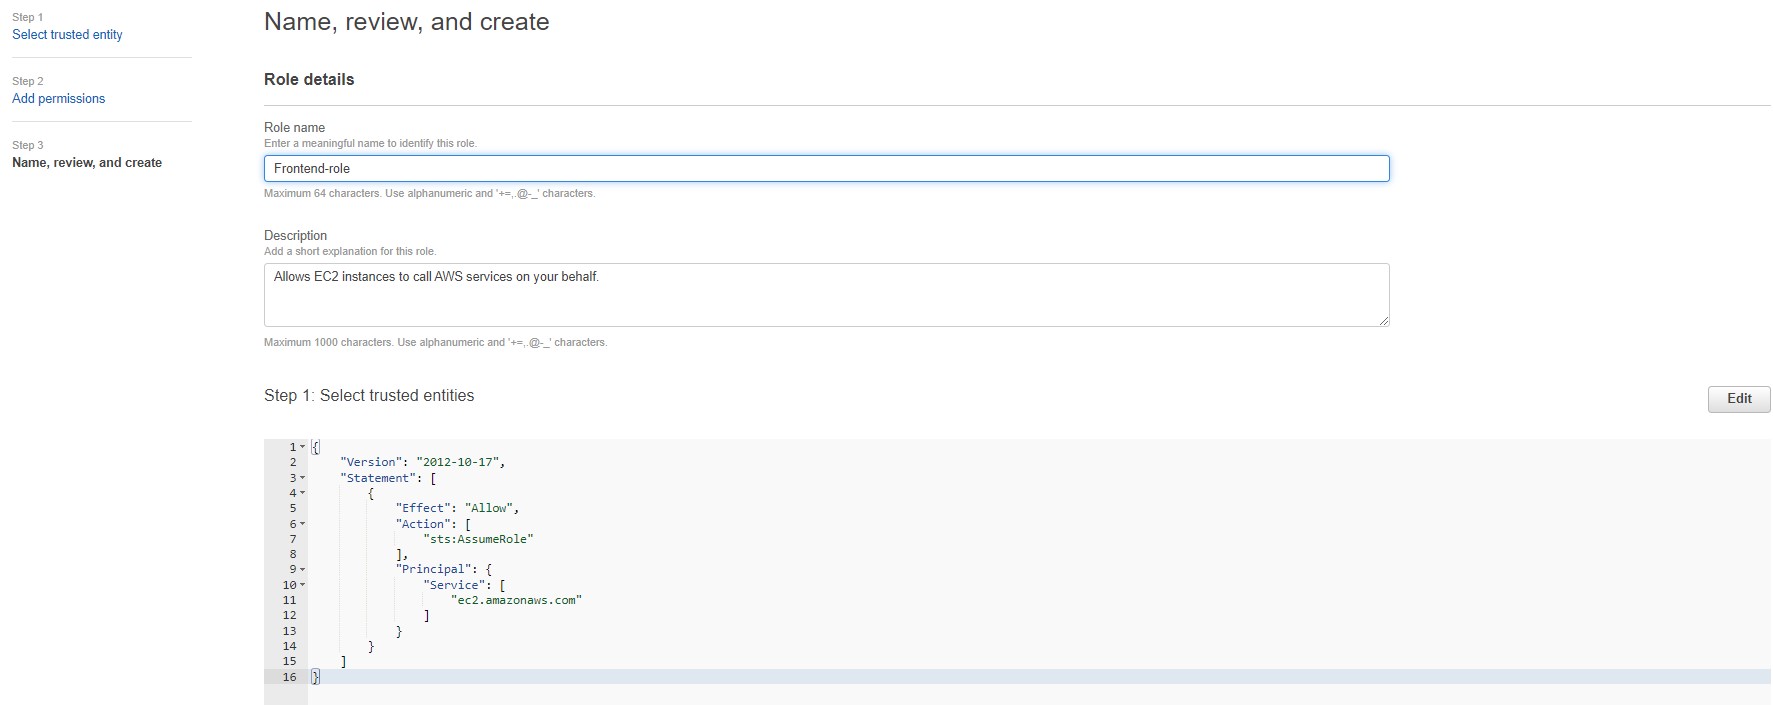 Step 1
Select trusted entity
Step 2
Add permissions
Step 3
Name, review, and create
Name, review, and create
Role details
Role name
Enter a meaningful name to identify this role.
Frontend-role
Maximum 64 characters. Use alphanumeric and '+=,.@-_' characters.
Description
Add a short explanation for this role.
Allows EC2 instances to call AWS services on your behalf.
Maximum 1000 characters. Use alphanumeric and '+=,.@-_' characters.
Step 1: Select trusted entities
Edit
1 {
2     "Version": "2012-10-17",
3     "Statement": [
4         {
5             "Effect": "Allow",
6             "Action": [
7                 "sts:AssumeRole"
8             ],
9             "Principal": {
10                 "Service": [
11                     "ec2.amazonaws.com"
12                 ]
13             }
14         }
15     ]
16 }